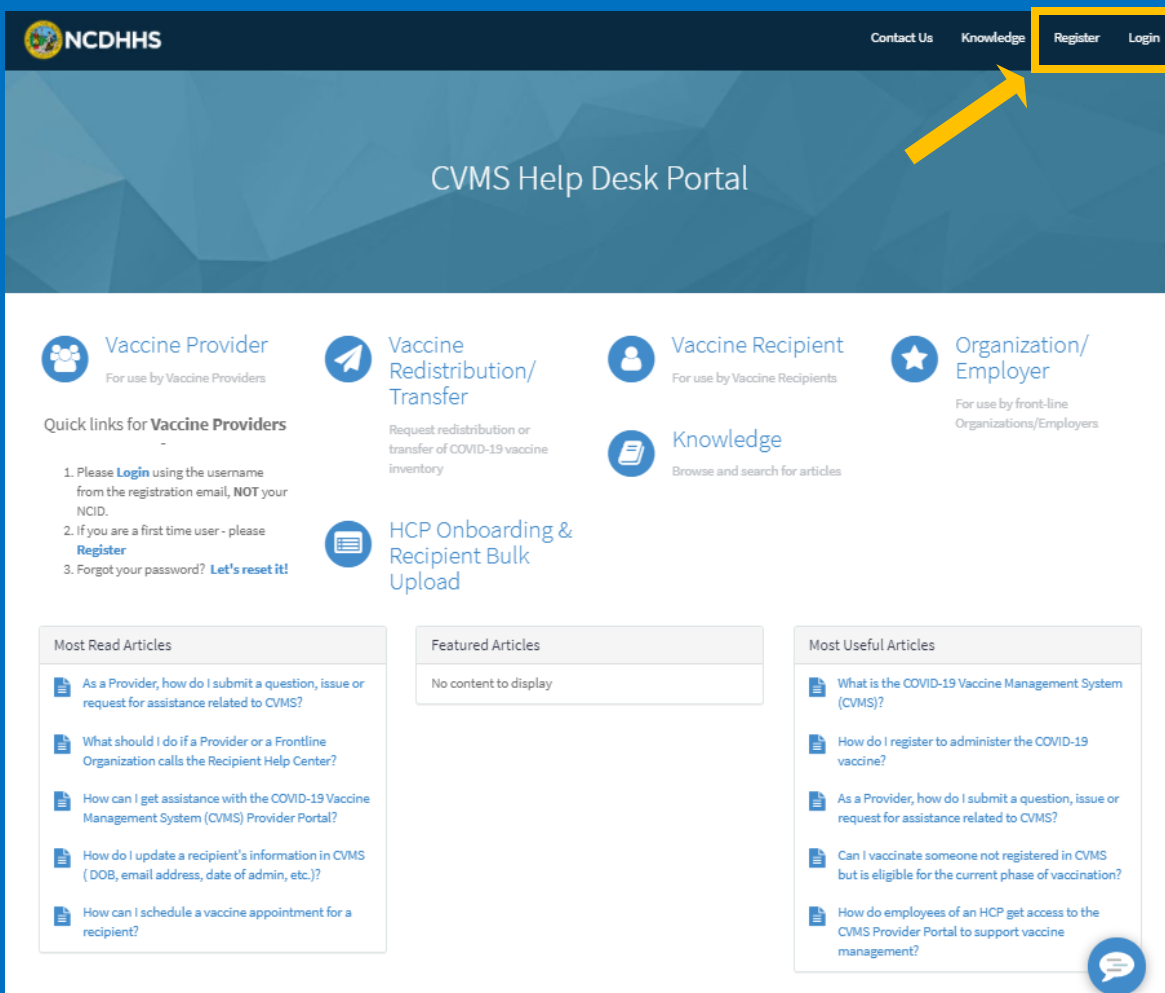 NCDHHS
Contact Us
Knowledge
Register
Login
CVMS Help Desk Portal
Vaccine Provider
For use by Vaccine Providers
Quick links for Vaccine Providers
-
1. Please Login using the username
from the registration email, NOT your
NCID.
2. If you are a first time user - please
Register
3. Forgot your password? Let's reset it!
Vaccine
Redistribution/
Transfer
Request redistribution or
transfer of COVID-19 vaccine
inventory
HCP Onboarding &
Recipient Bulk
Upload
Vaccine Recipient
For use by Vaccine Recipients
Knowledge
Browse and search for articles
Organization/
Employer
For use by front-line
Organizations/Employers
Most Read Articles
As a Provider, how do I submit a question, issue or
request for assistance related to CVMS?
What should I do if a Provider or a Frontline
Organization calls the Recipient Help Center?
How can I get assistance with the COVID-19 Vaccine
Management System (CVMS) Provider Portal?
How do I update a recipient's information in CVMS
( DOB, email address, date of admin, etc.)?
How can I schedule a vaccine appointment for a
recipient?
Featured Articles
No content to display
Most Useful Articles
What is the COVID-19 Vaccine Management System
(CVMS)?
How do I register to administer the COVID-19
vaccine?
As a Provider, how do I submit a question, issue or
request for assistance related to CVMS?
Can I vaccinate someone not registered in CVMS
but is eligible for the current phase of vaccination?
How do employees of an HCP get access to the
CVMS Provider Portal to support vaccine
management?